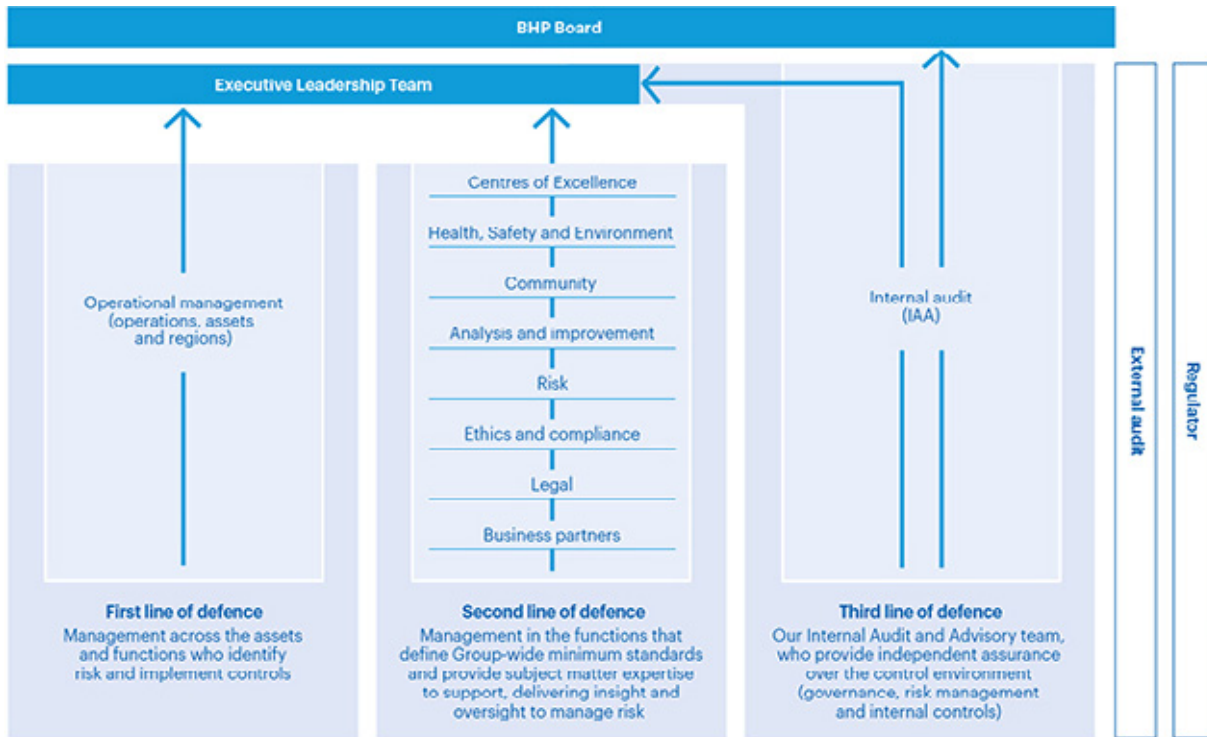 BHP Board
Executive Leadership Team
Operational management
(operations, assets
and regions)
Centres of Excellence
Health, Safety and Environment
Community
Analysis and improvement
Risk
Ethics and compliance
Legal
Business partners
Internal audit
(IAA)
First line of defence
Management across the assets
and functions who identify
risk and implement controls
Second line of defence
Management in the functions that
define Group-wide minimum standards
and provide subject matter expertise
to support, delivering insight and
oversight to manage risk
Third line of defence
Our Internal Audit and Advisory team,
who provide independent assurance
over the control environment
(governance, risk management
and internal controls)
External audit
Regulator